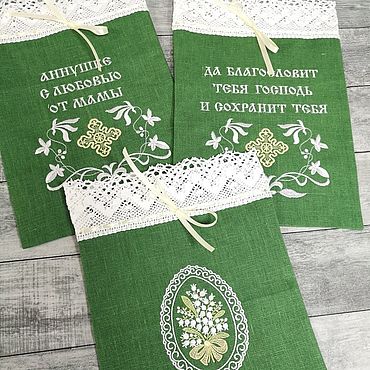 АННУШКЕ
С ЛЮБОВЬЮ
ОТ МАМЫ
ДА БЛАГОСЛОВИТ
ТЕБЯ ГОСПОДЬ
И СОХРАНИТ ТЕБЯ